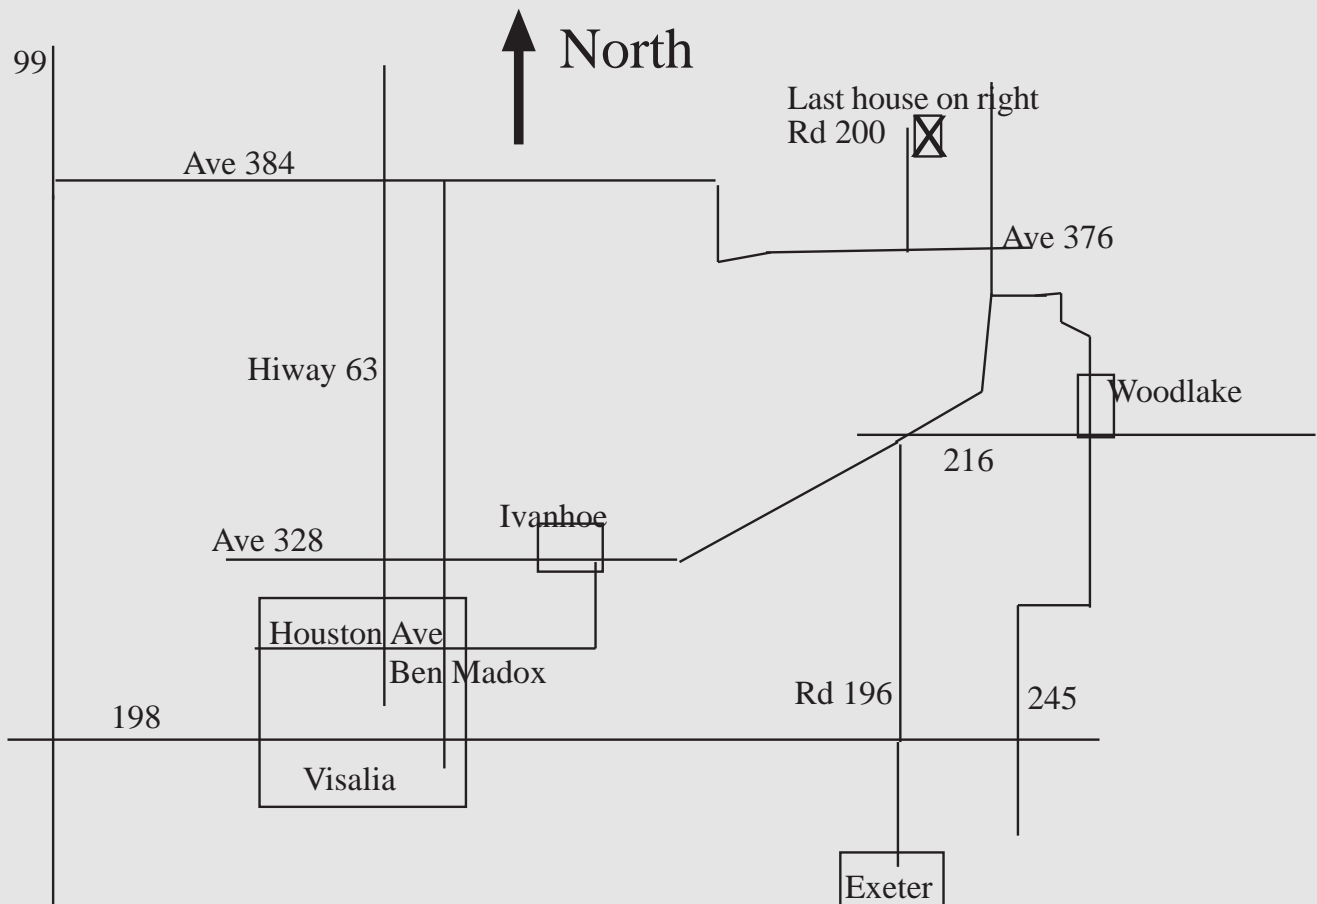 North
99
Last house on right
Rd 200
Ave 384
Ave 376
Hiway 63
Woodlake
216
Ivanhoe
Ave 328
Houston Ave
Ben Madox
Rd 196
245
198
Visalia
Exeter